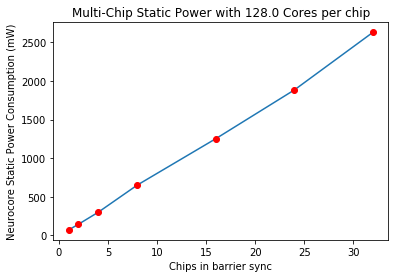 Multi-Chip Static Power with 128.0 Cores per chip
Neurocore Static Power Consumption (mW)
2500
2000
1500
1000
500
0
0 5 10 15 20 25 30
Chips in barrier sync